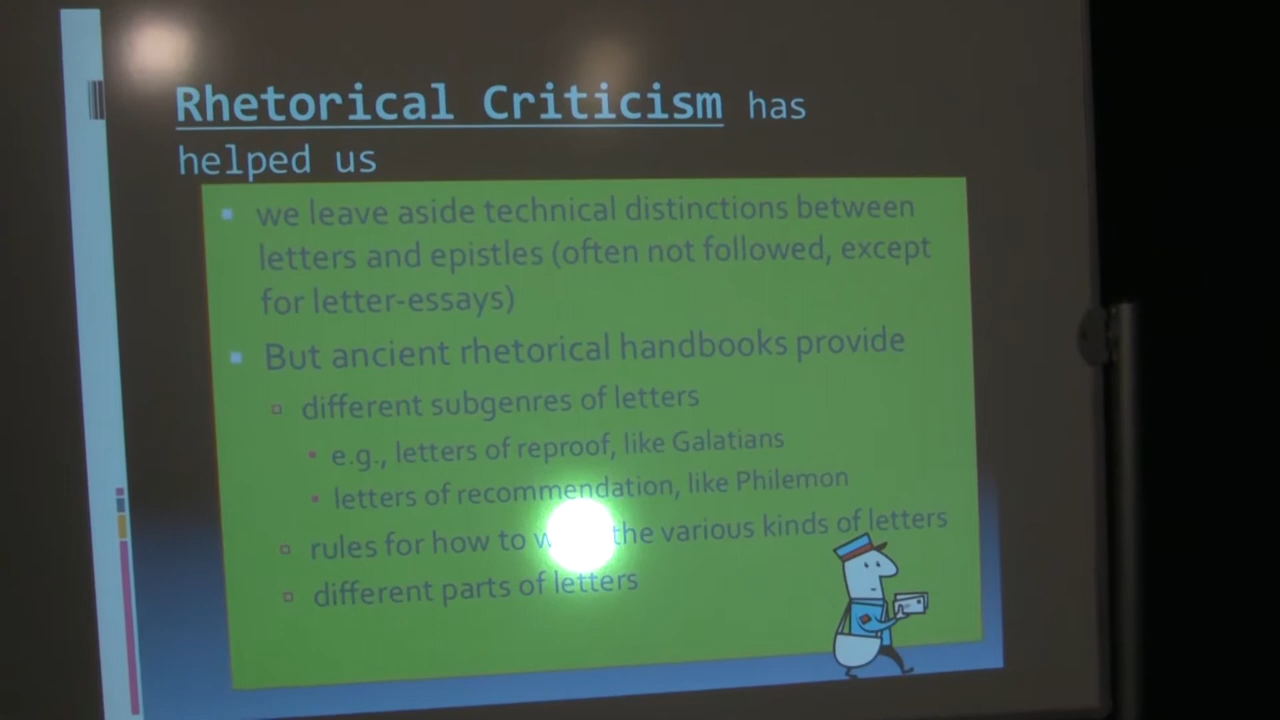 Rhetorical Criticism has
helped us
we leave aside technical distinctions between
letters and epistles (often not followed, except
for letter-essays)
But ancient rhetorical handbooks provide
different subgenres of letters
e.g., letters of reproof, like Galatians
letters of recommendation, like Philemon
rules for how to the various kinds of letters
different parts of letters